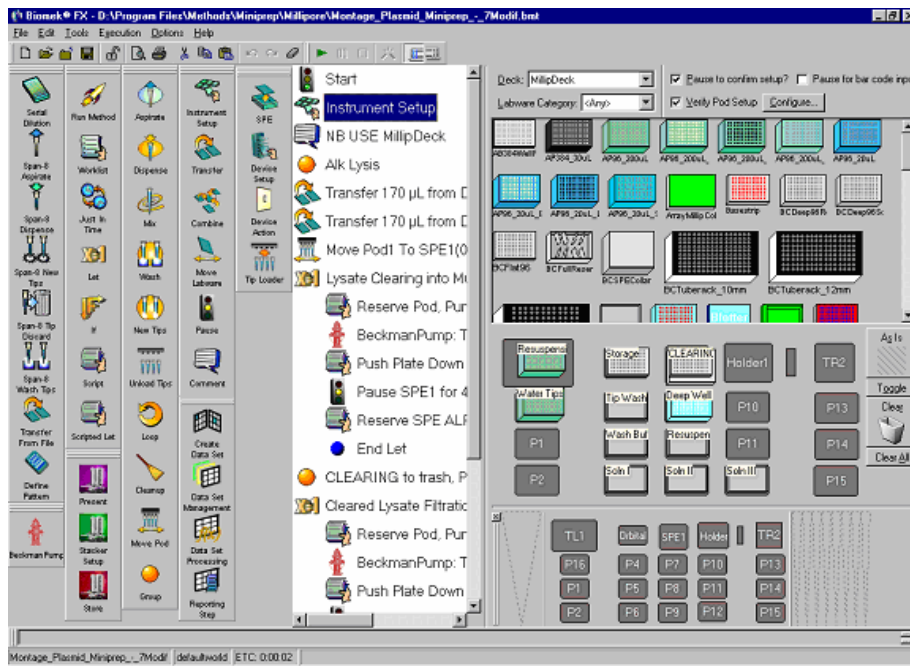 Biomek® FX - D:\Program Files\Methods\Miniprep\Millipore\Montage_Plasmid_Miniprep_-_7Modif.bmt
File Edit Tools Execution Options Help
Serial Dilution
Span-8 Aspirate
Span-8 Dispense
Span-8 New Tips
Span-8 Tip Discard
Span-8 Wash Tips
Transfer From File
Define Pattern
Beckman Pump
Run Method
Worklist
Just In Time
Let
If
Script
Scripted Let
Present
Stacker Setup
Store
Aspirate
Dispense
Mix
Wash
New Tips
Unload Tips
Loop
Cleanup
Move Pod
Group
Instrument Setup
Transfer
Combine
Move Labware
Pause
Comment
Create Data Set
Data Set Management
Data Set Processing
Reporting Step
SPE
Device Setup
Device Action
Tip Loader
Start
Instrument Setup
NB USE MillipDeck
Alk Lysis
Transfer 170 µL from D
Transfer 170 µL from D
Move Pod1 To SPE1(0
Lysate Clearing into Mu
Reserve Pod, Pur
BeckmanPump: T
Push Plate Down
Pause SPE1 for 4
Reserve SPE ALF
End Let
CLEARING to trash, P
Cleared Lysate Filtratic
Reserve Pod, Pur
BeckmanPump: T
Push Plate Down
Deck: MillipDeck
Pause to confirm setup? Pause for bar code inpu
Labware Category: <Any>
Verify Pod Setup Configure...
AP384_30uL AP96_200uL AP96_200uL_ AP96_200uL_ AP96_200uL_ AP96_20uL
AP96_20uL_ AP96_20uL_ AP96_20uL_ ArrayMillip Col Basestrip BCDeep96R BCDeep96Sc
BCFlat96 BCFullReser BCSPECollar BCTuberack_10mm BCTuberack_12mm
Blotter
Resuspensi Storage CLEARING Holder1 TR2
Water Tips Tip Wash Deep Well P10 P13
P1 Wash Buf Resuspen P11 P14
P2 Soln I Soln II Soln III P15
As Is
Toggle
Clear
Clear All
TL1 Orbital SPE1 Holder TR2
P16 P4 P7 P10 P13
P1 P5 P8 P11 P14
P2 P6 P9 P12 P15
Montage_Plasmid_Miniprep_-_7Modif defaultworld ETC: 0:00:02